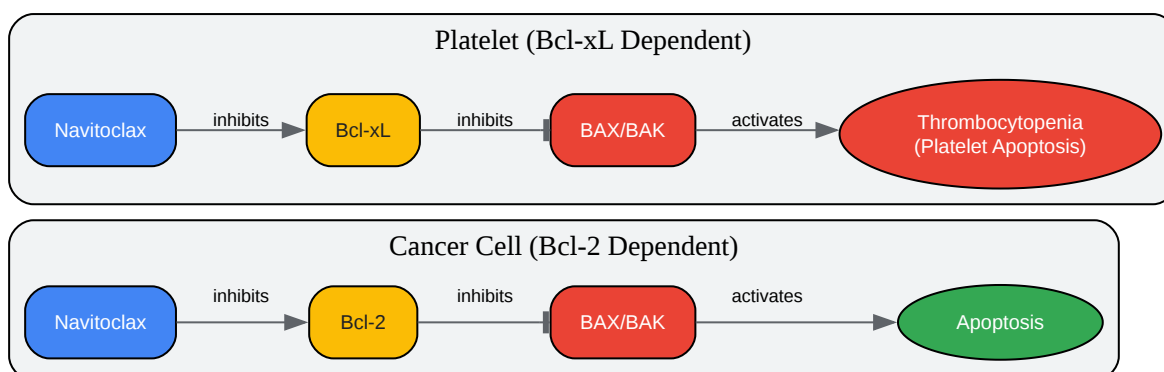 Platelet (Bcl-xL Dependent)
Navitoclax
inhibits
Bcl-xL
inhibits
BAX/BAK
activates
Thrombocytopenia
(Platelet Apoptosis)
Cancer Cell (Bcl-2 Dependent)
Navitoclax
inhibits
Bcl-2
inhibits
BAX/BAK
activates
Apoptosis